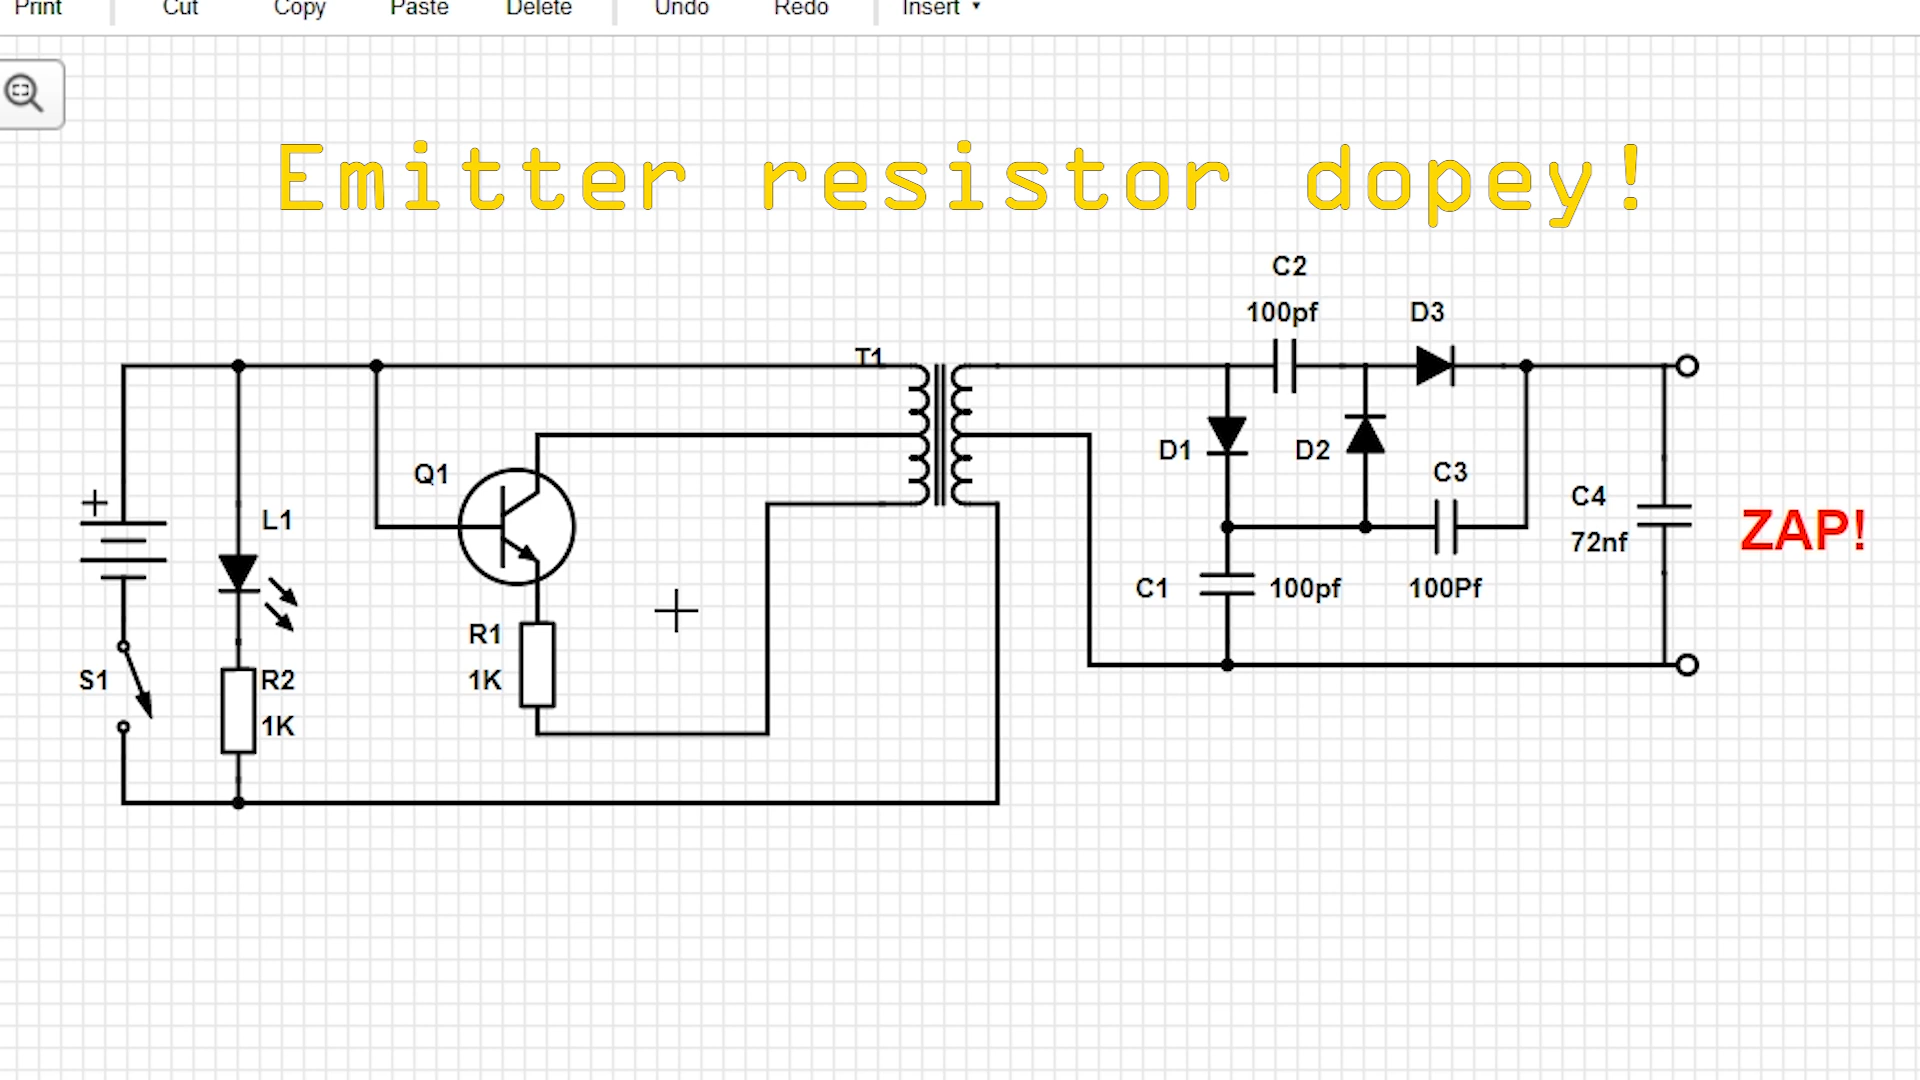 Print Cut Copy Paste Delete Undo Redo Insert
Emitter resistor dopey!
C2
100pf
D3
T1
Q1
D1
D2
C3
L1
C4
72nf
ZAP!
C1
100pf
100Pf
R1
1K
S1
R2
1K